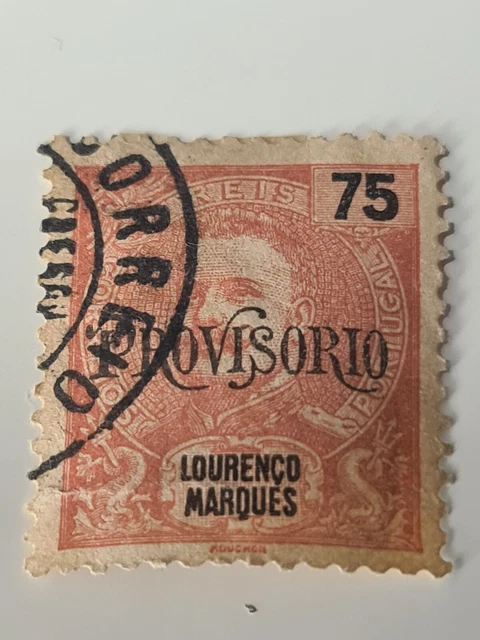 CORREIO
REIS
75
PORTUGAL
PROVISORIO
LOURENÇO
MARQUES
MOUCHON